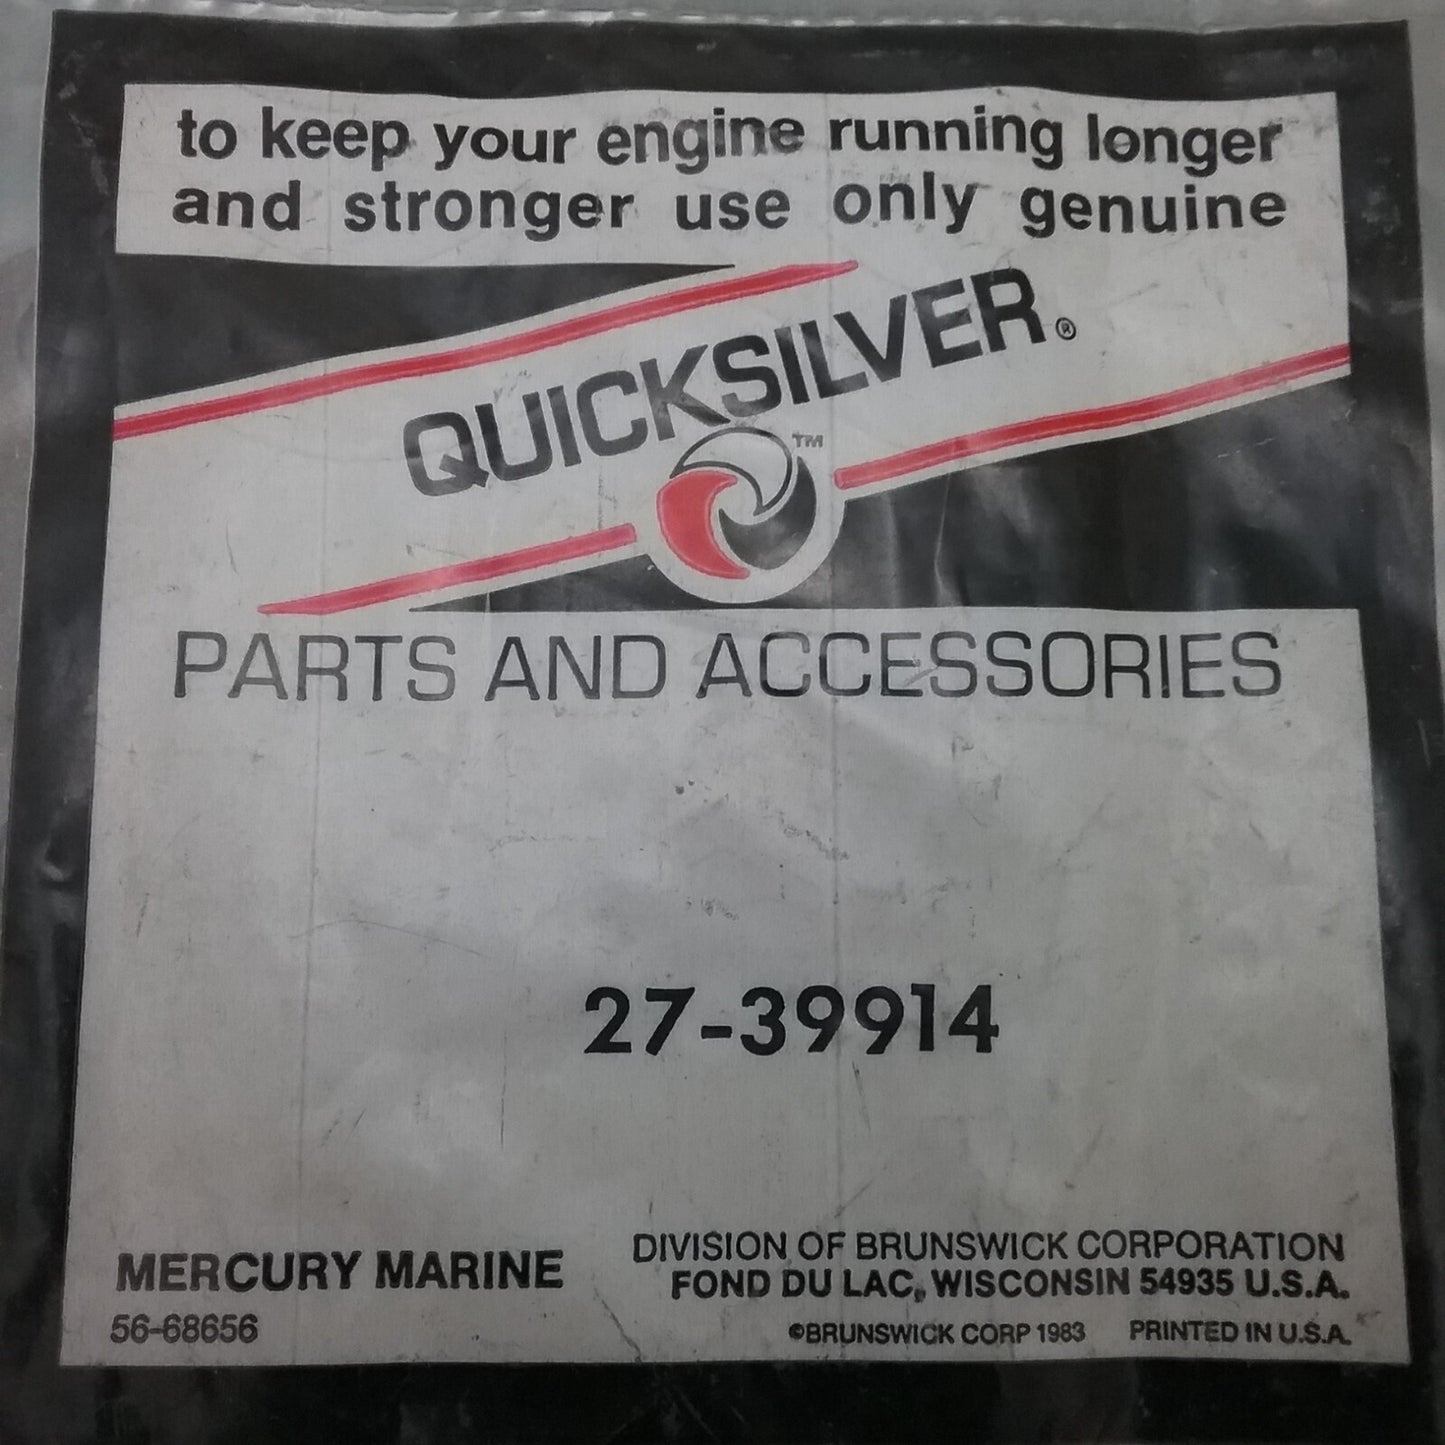 to keep your engine running longer
and stronger use only genuine
QUICKSILVER®
TM
PARTS AND ACCESSORIES
27-39914
MERCURY MARINE
56-68656
DIVISION OF BRUNSWICK CORPORATION
FOND DU LAC, WISCONSIN 54935 U.S.A.
©BRUNSWICK CORP 1983 PRINTED IN U.S.A.